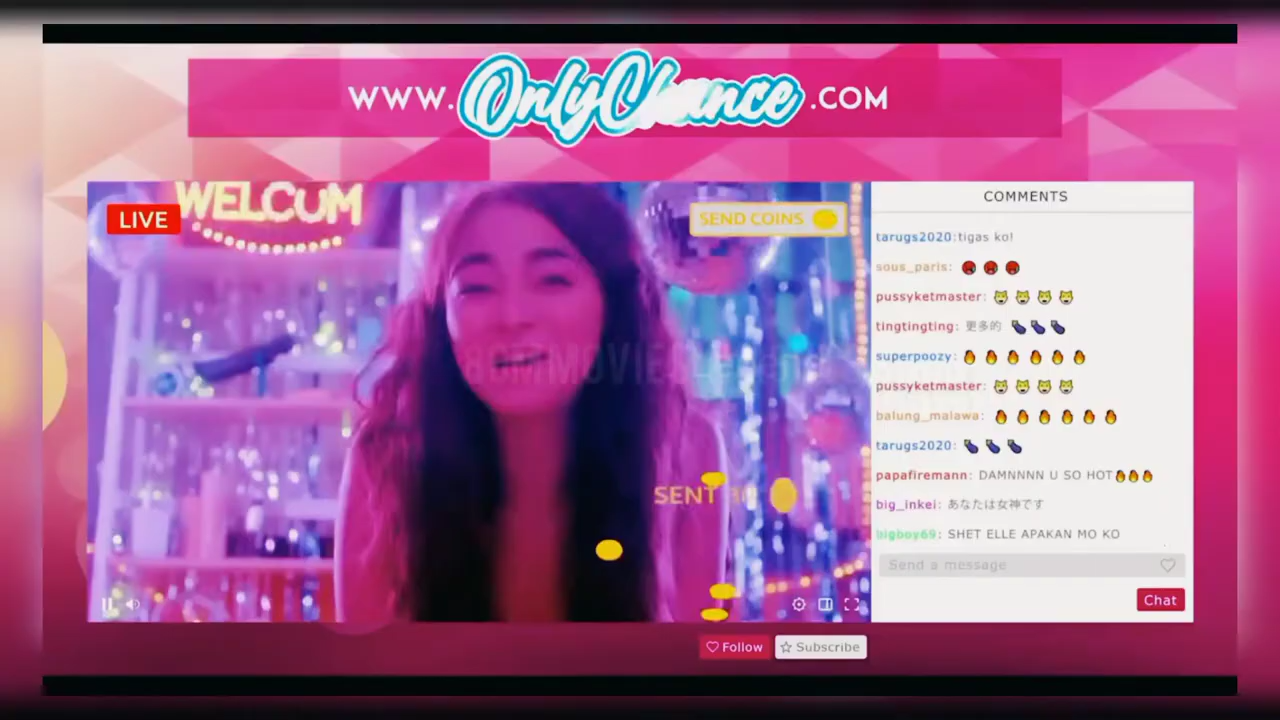 www.OnlyChance.COM
WELCUM
LIVE
SEND COINS
SENT
COMMENTS
tarugs2020:tigas ko!
sous_paris:
pussyketmaster:
tingtingting: 更多的
superpoozy:
pussyketmaster:
balung_malawa:
tarugs2020:
papafiremann: DAMNNNN U SO HOT
big_inkei: あなたは女神です
bigboy69: SHET ELLE APAKAN MO KO
Send a message
Chat
Follow
Subscribe